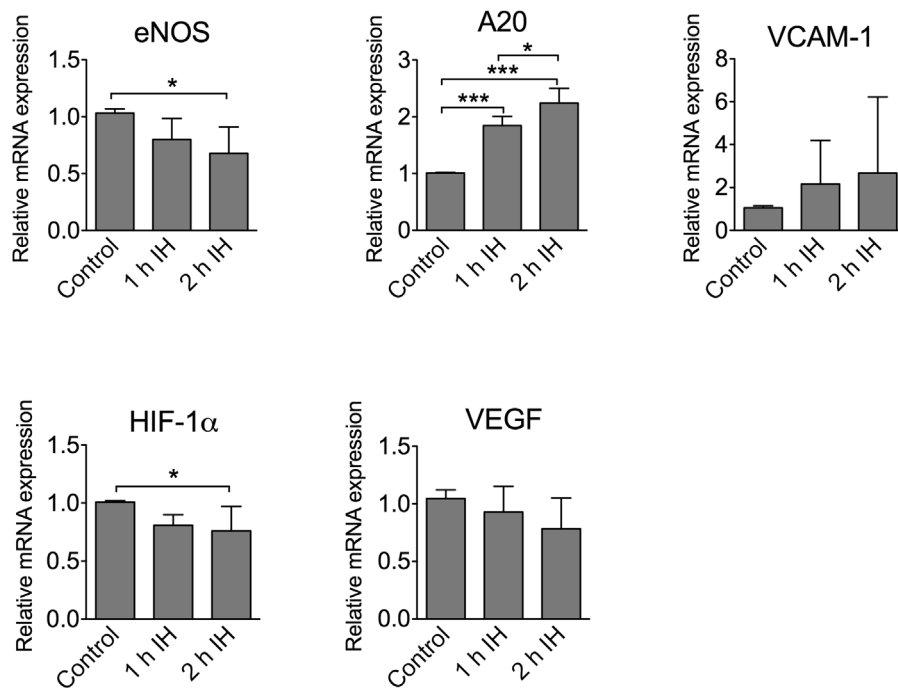 eNOS
Relative mRNA expression
1.5
1.0
0.5
0.0
*
Control
1 h IH
2 h IH
A20
Relative mRNA expression
3
2
1
0
*
***
***
Control
1 h IH
2 h IH
VCAM-1
Relative mRNA expression
8
6
4
2
0
Control
1 h IH
2 h IH
HIF-1α
Relative mRNA expression
1.5
1.0
0.5
0.0
*
Control
1 h IH
2 h IH
VEGF
Relative mRNA expression
1.5
1.0
0.5
0.0
Control
1 h IH
2 h IH